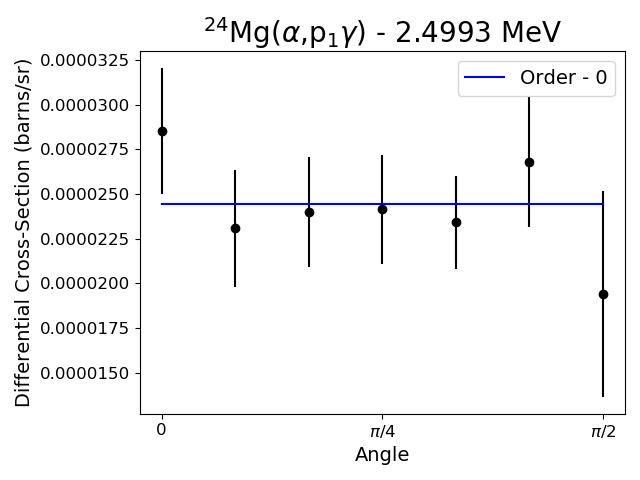 ²⁴Mg(α,p₁γ) - 2.4993 MeV
Order - 0
Differential Cross-Section (barns/sr)
0.0000325
0.0000300
0.0000275
0.0000250
0.0000225
0.0000200
0.0000175
0.0000150
0 π/4 π/2
Angle